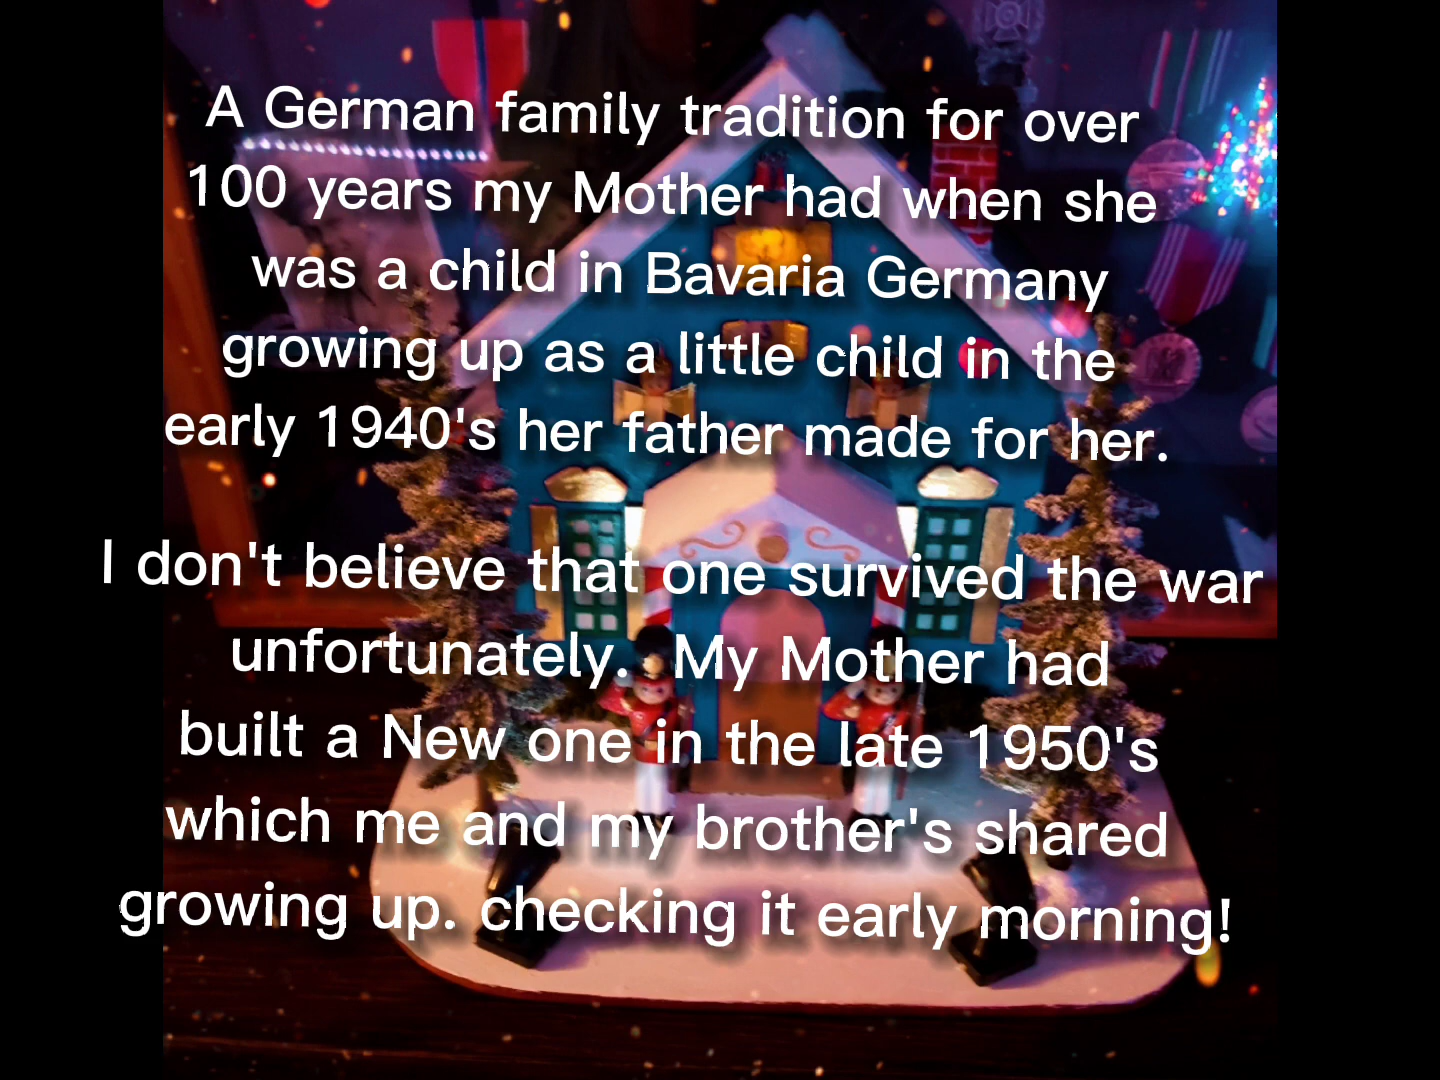 A German family tradition for over
100 years my Mother had when she
was a child in Bavaria Germany
growing up as a little child in the
early 1940's her father made for her.
I don't believe that one survived the war
unfortunately. My Mother had
built a New one in the late 1950's
which me and my brother's shared
growing up. checking it early morning!